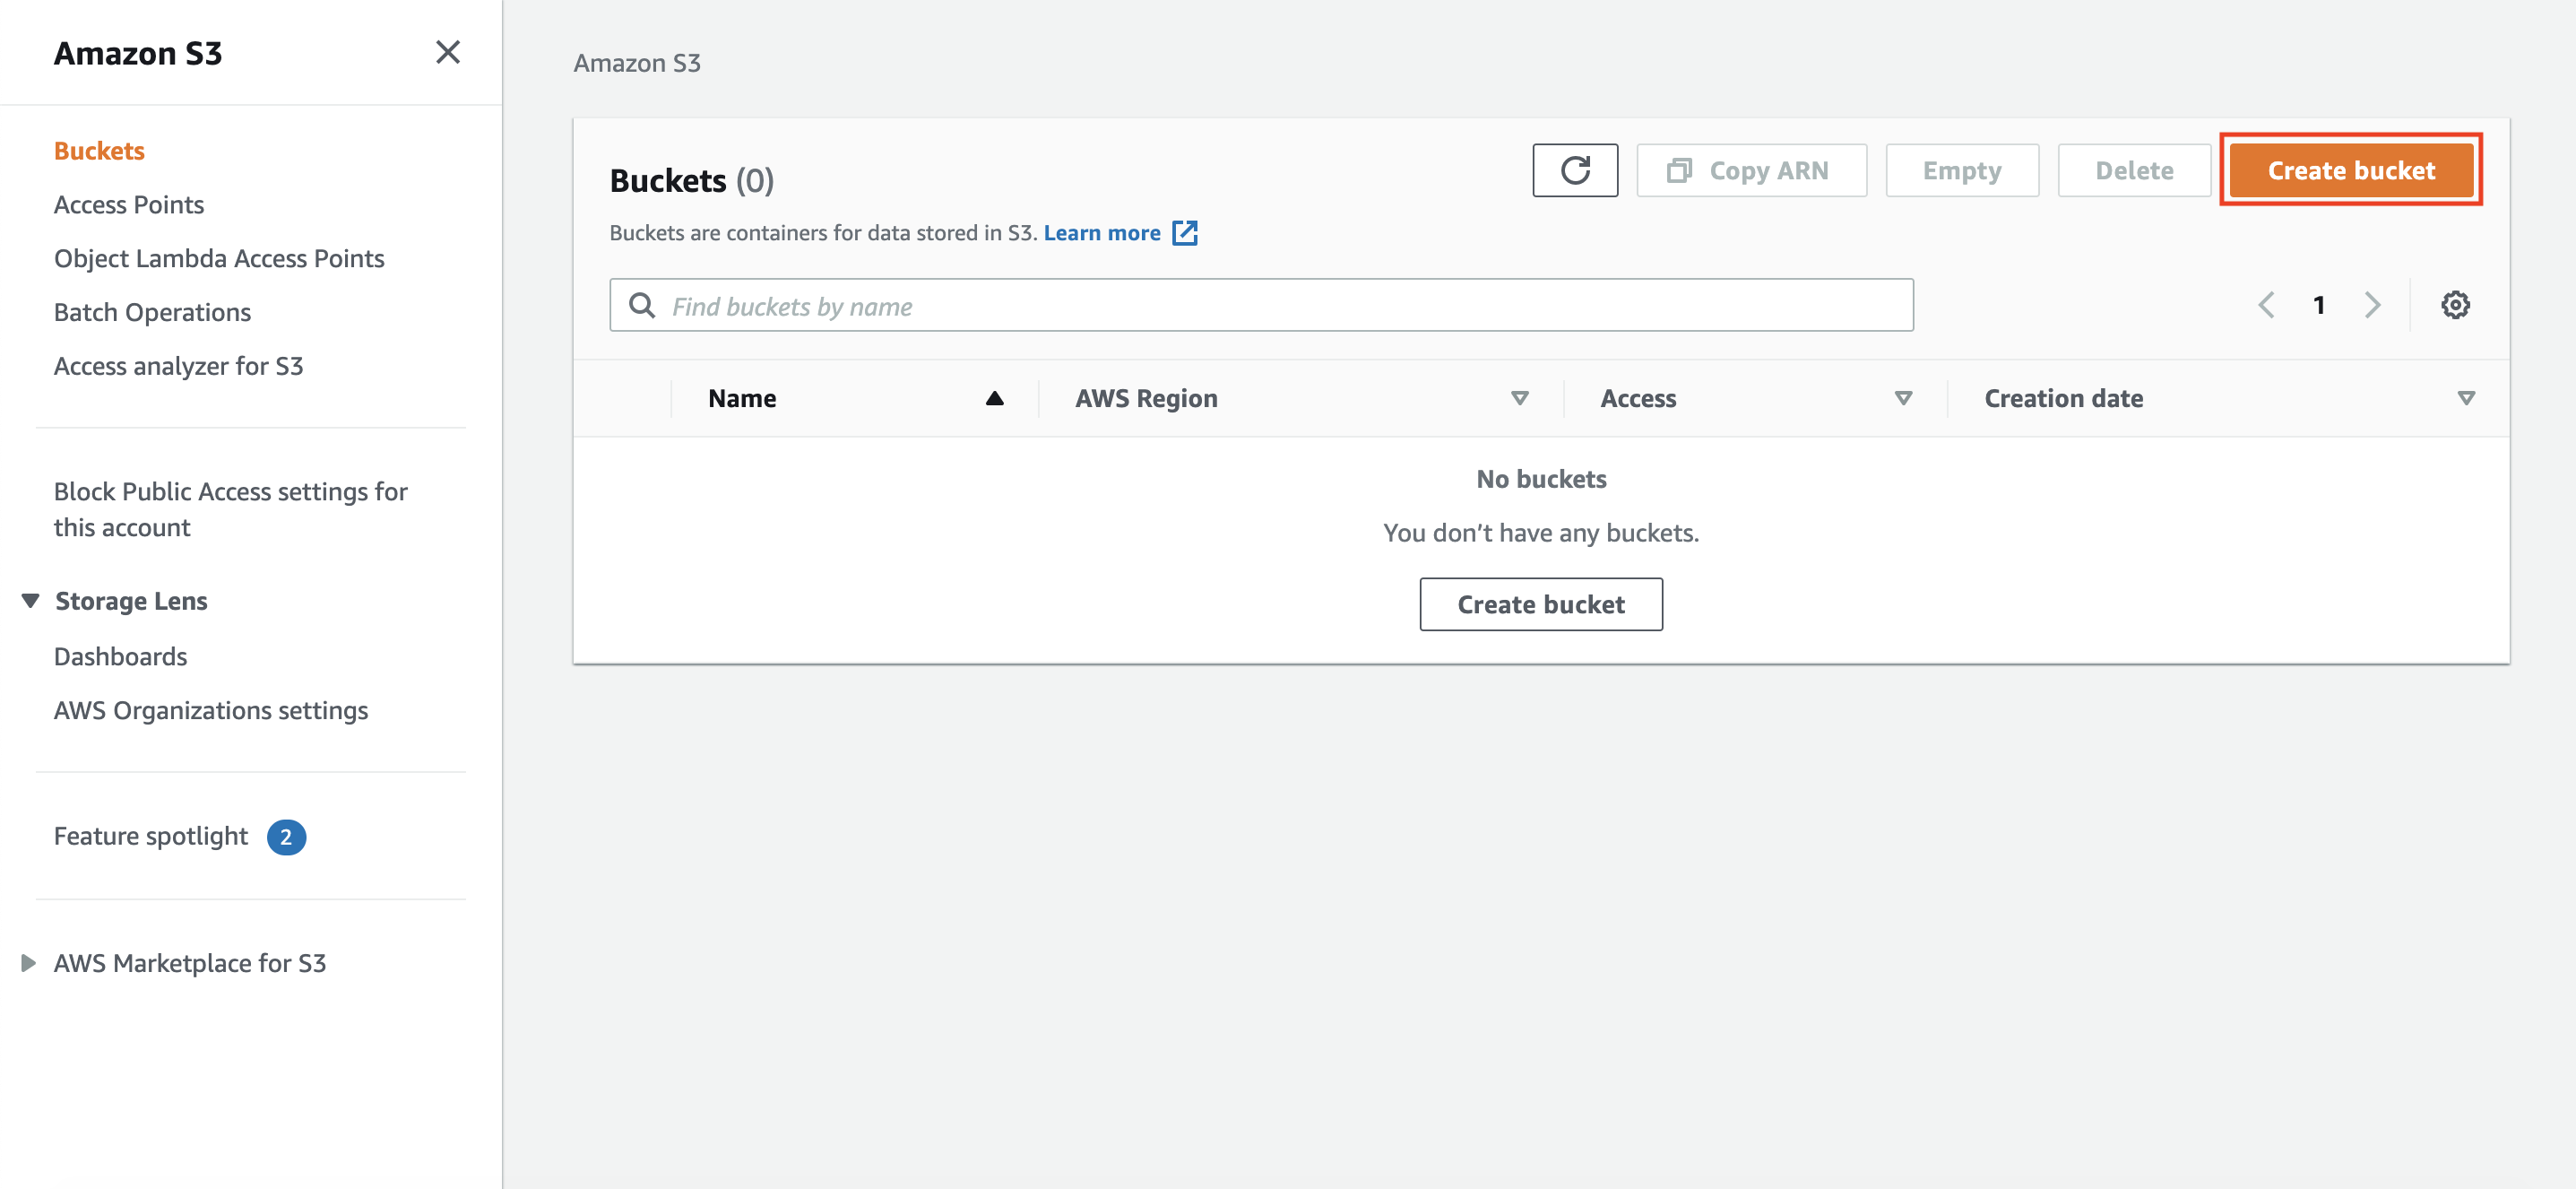 Amazon S3
Buckets
Access Points
Object Lambda Access Points
Batch Operations
Access analyzer for S3
Block Public Access settings for
this account
Storage Lens
Dashboards
AWS Organizations settings
Feature spotlight 2
AWS Marketplace for S3
Amazon S3
Buckets (0)
Copy ARN
Empty
Delete
Create bucket
Buckets are containers for data stored in S3. Learn more
Find buckets by name
1
Name AWS Region Access Creation date
No buckets
You don’t have any buckets.
Create bucket